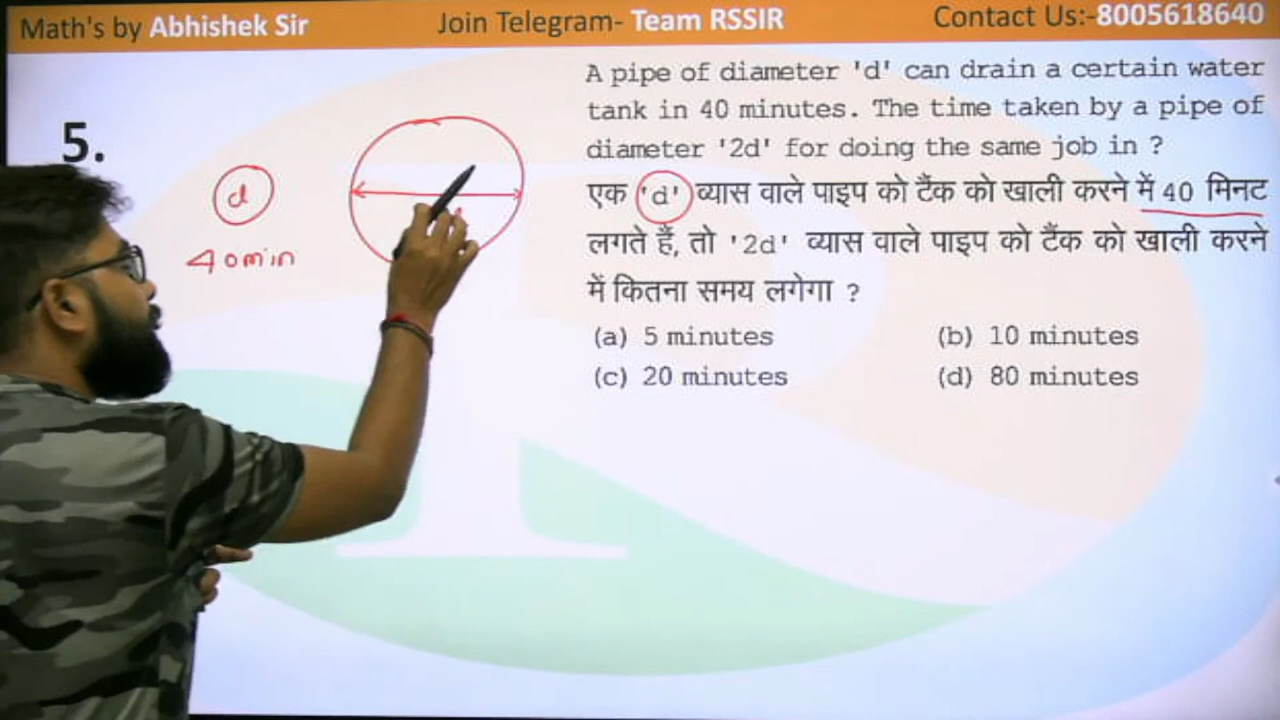 Math's by Abhishek Sir
Join Telegram- Team RSSIR
Contact Us:-8005618640
5.
A pipe of diameter 'd' can drain a certain water
tank in 40 minutes. The time taken by a pipe of
diameter '2d' for doing the same job in ?
एक 'd' व्यास वाले पाइप को टैंक को खाली करने में 40 मिनट
लगते हैं, तो '2d' व्यास वाले पाइप को टैंक को खाली करने
में कितना समय लगेगा ?
(a) 5 minutes
(b) 10 minutes
(c) 20 minutes
(d) 80 minutes
d
40min